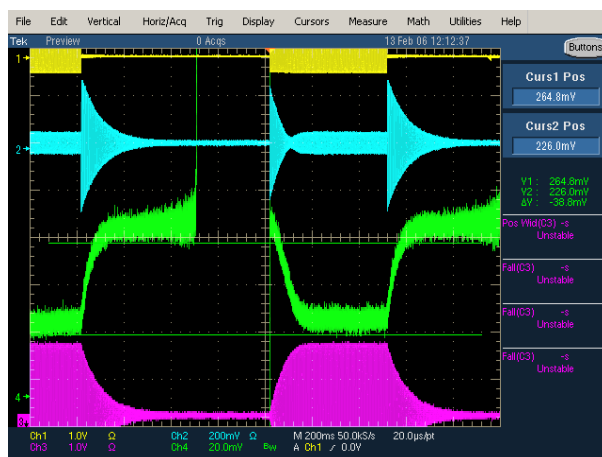 File Edit Vertical Horiz/Acq Trig Display Cursors Measure Math Utilities Help
Tek Preview 0 Acqs 13 Feb 06 12:12:37
Buttons
Curs1 Pos
264.8mV
Curs2 Pos
226.0mV
V1: 264.8mV
V2: 226.0mV
ΔV: -38.8mV
Pos Wid(C3) -s
Unstable
Fall(C3) -s
Unstable
Fall(C3) -s
Unstable
Fall(C3) -s
Unstable
1
2
4
Ch1 1.0V Ω Ch2 200mV Ω M 200ms 50.0kS/s 20.0µs/pt
Ch3 1.0V Ω Ch4 20.0mV Bw A Ch1 ∕ 0.0V